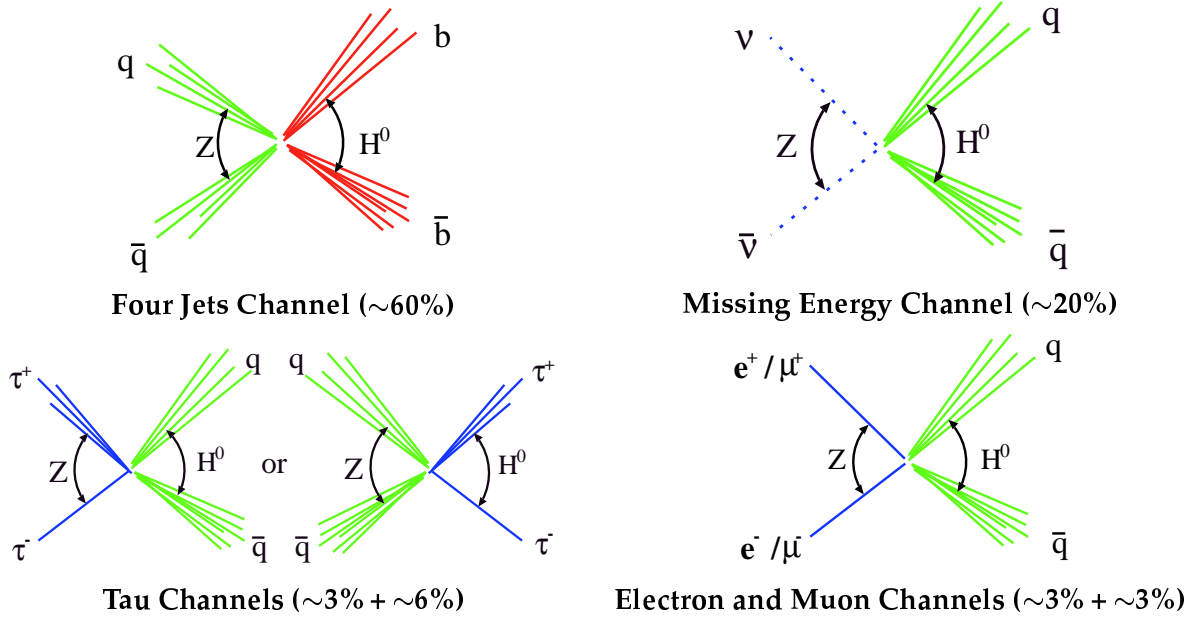 q
b
Z
H⁰
q̅
b̅
Four Jets Channel (~60%)
ν
q
Z
H⁰
ν̅
q̅
Missing Energy Channel (~20%)
τ⁺
q
Z
H⁰
τ⁻
q̅
or
q
τ⁺
Z
H⁰
q̅
τ⁻
Tau Channels (~3% + ~6%)
e⁺/μ⁺
q
Z
H⁰
e⁻/μ⁻
q̅
Electron and Muon Channels (~3% + ~3%)